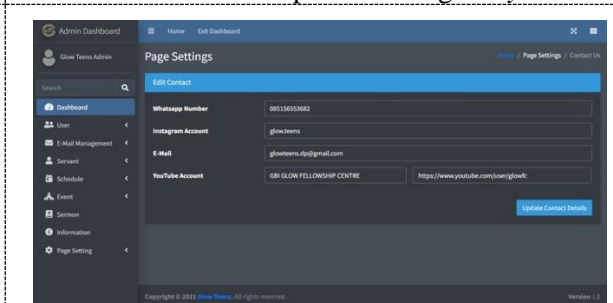 Admin Dashboard
Home Exit Dashboard
Glow Teens Admin
Search
Dashboard
User
E-Mail Management
Servant
Schedule
Event
Sermon
Information
Page Setting
Page Settings
Home / Page Settings / Contact Us
Edit Contact
Whatsapp Number 085156553682
Instagram Account glow.teens
E-Mail glowteens.dp@gmail.com
YouTube Account GBI GLOW FELLOWSHIP CENTRE https://www.youtube.com/user/glowfc
Update Contact Details
Copyright © 2021 Glow Teens. All rights reserved.
Version 1.0